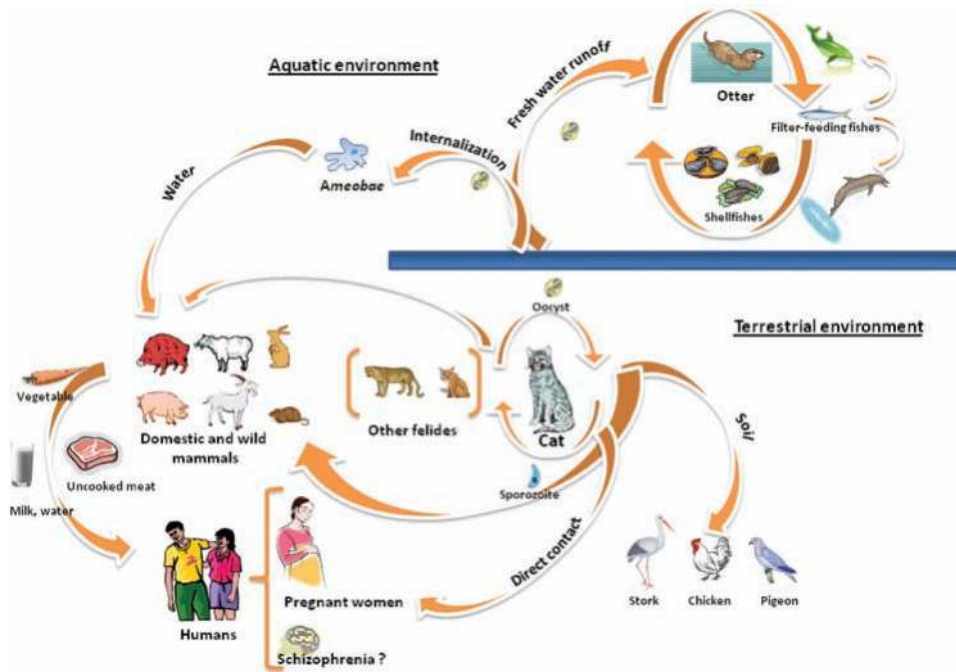 Aquatic environment
Fresh water runoff
Otter
Filter-feeding fishes
Shellfishes
Internalization
Ameobae
Water
Oocyst
Terrestrial environment
Vegetable
Domestic and wild
mammals
Other felides
Cat
Soil
Uncooked meat
Milk, water
Sporozoite
Direct contact
Stork
Chicken
Pigeon
Humans
Pregnant women
Schizophrenia ?